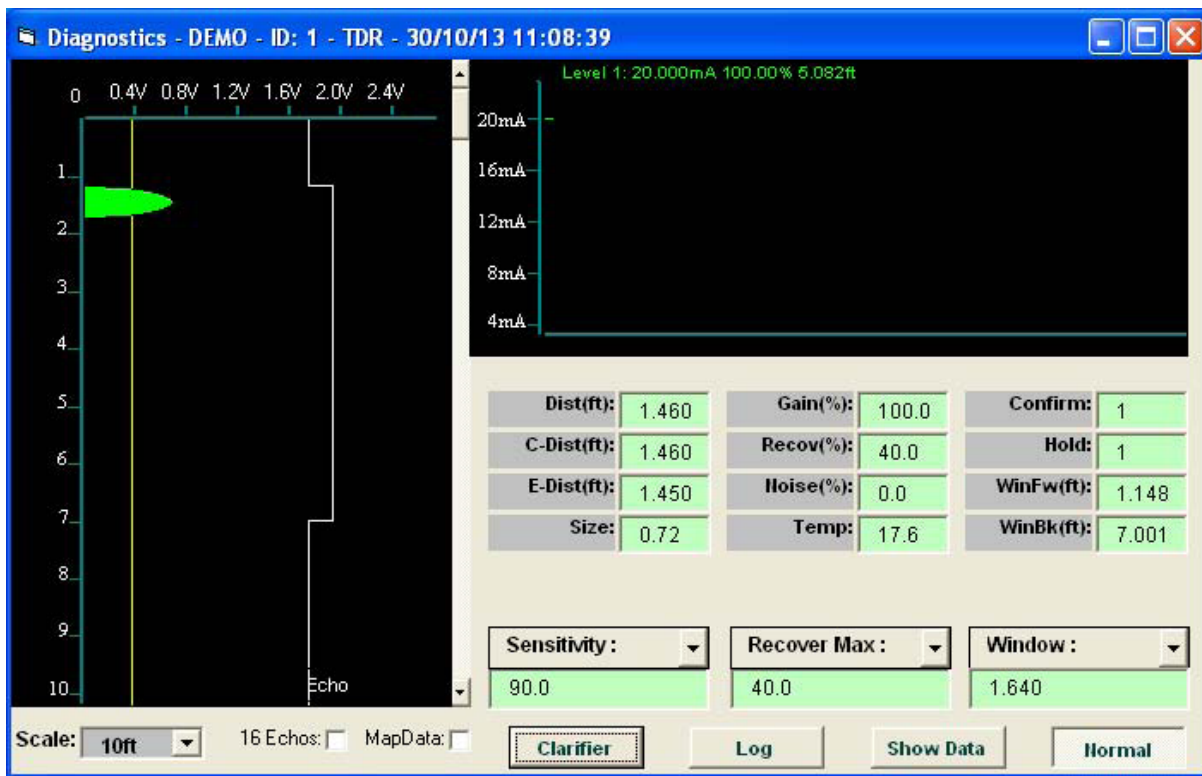 Diagnostics - DEMO - ID: 1 - TDR - 30/10/13 11:08:39
0 0.4V 0.8V 1.2V 1.6V 2.0V 2.4V
1
2
3
4
5
6
7
8
9
10
Echo
Level 1: 20.000mA 100.00% 5.082ft
20mA
16mA
12mA
8mA
4mA
Dist(ft): 1.460 Gain(%): 100.0 Confirm: 1
C-Dist(ft): 1.460 Recov(%): 40.0 Hold: 1
E-Dist(ft): 1.450 Noise(%): 0.0 WinFw(ft): 1.148
Size: 0.72 Temp: 17.6 WinBk(ft): 7.001
Sensitivity : Recover Max : Window :
90.0 40.0 1.640
Scale: 10ft 16 Echos: MapData: Clarifier Log Show Data Normal